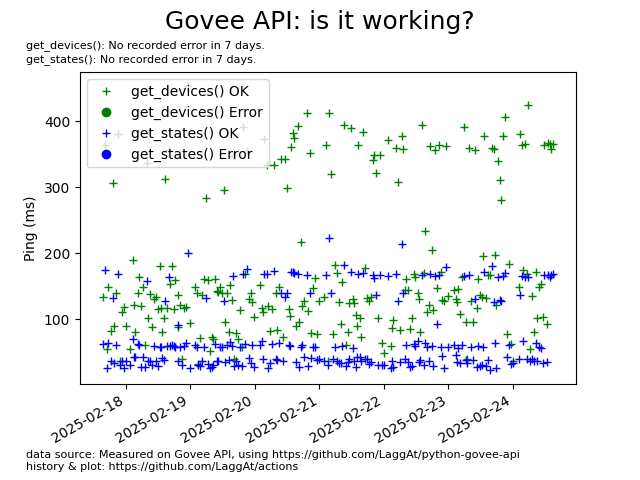 Govee API: is it working?
get_devices(): No recorded error in 7 days.
get_states(): No recorded error in 7 days.
get_devices() OK
get_devices() Error
get_states() OK
get_states() Error
400
300
200
100
Ping (ms)
2025-02-18
2025-02-19
2025-02-20
2025-02-21
2025-02-22
2025-02-23
2025-02-24
data source: Measured on Govee API, using https://github.com/LaggAt/python-govee-api
history & plot: https://github.com/LaggAt/actions